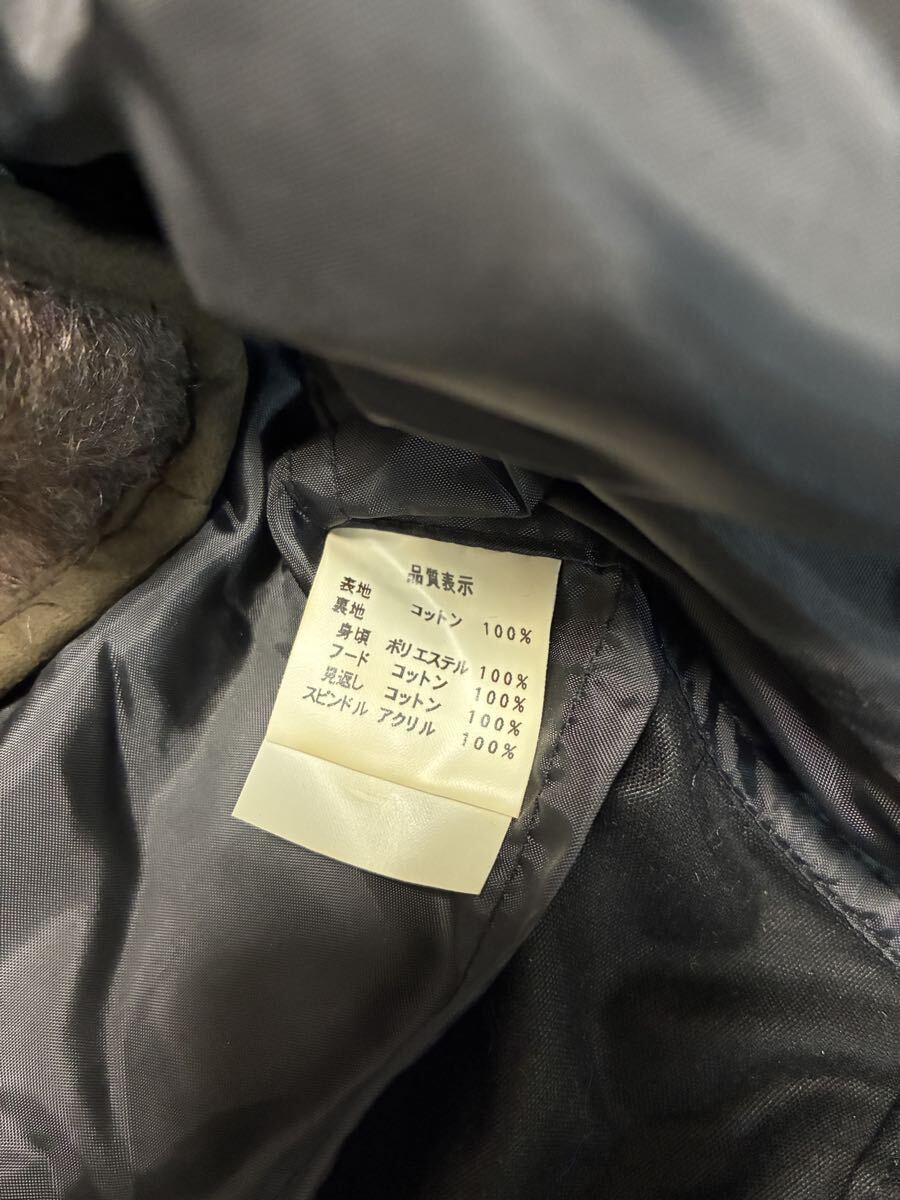 品質表示
表地 コットン 100%
裏地
身頃 ポリエステル 100%
フード コットン 100%
見返し コットン 100%
スピンドル アクリル 100%